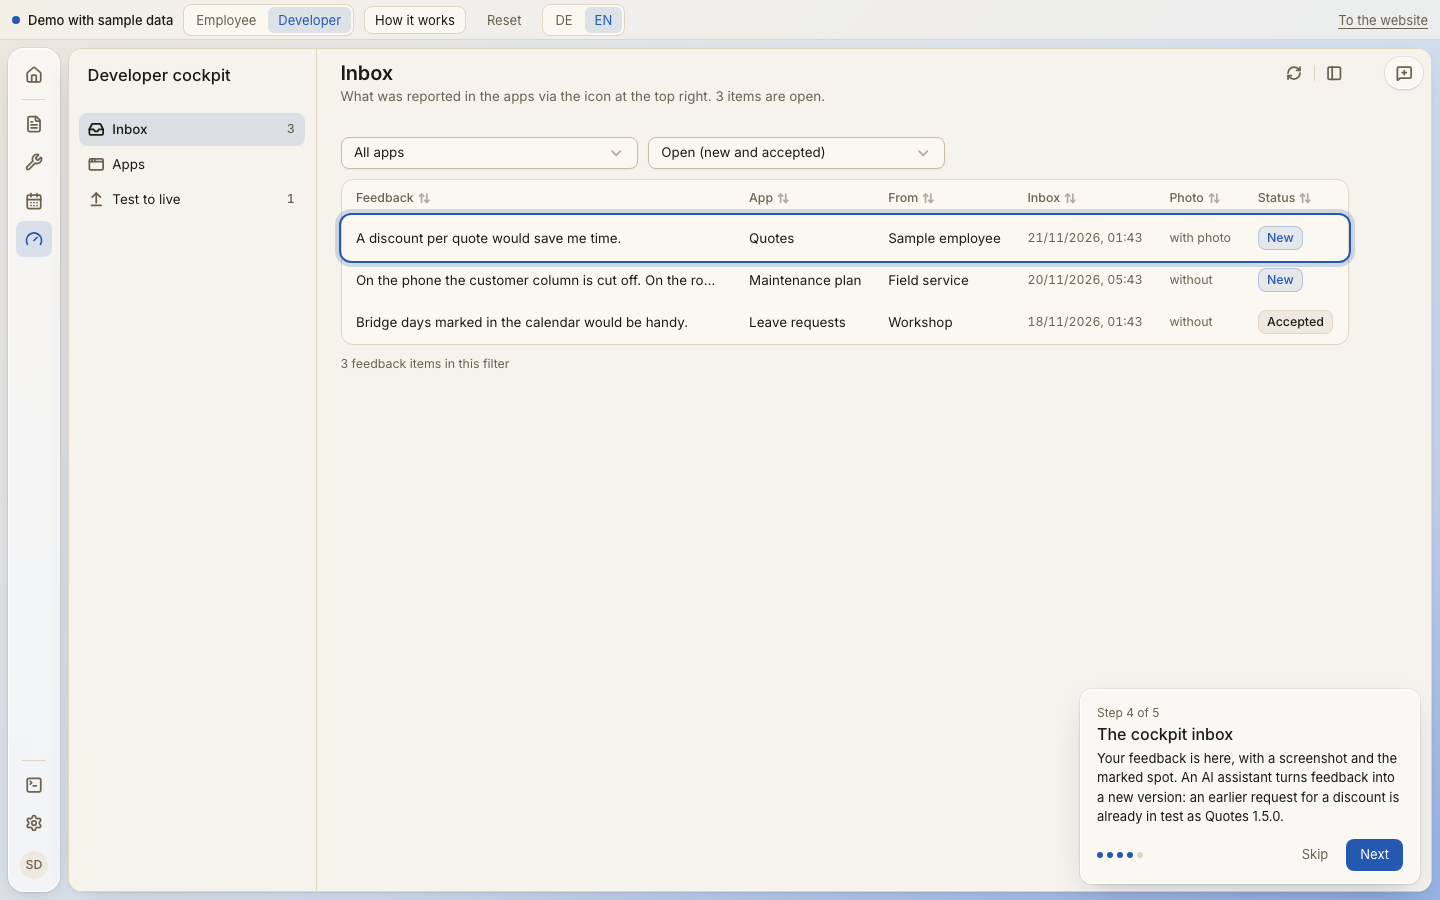 Demo with sample data
Employee
Developer
How it works
Reset
DE
EN
To the website
Developer cockpit
Inbox
3
Apps
Test to live
1
Inbox
What was reported in the apps via the icon at the top right. 3 items are open.
All apps
Open (new and accepted)
Feedback App From Inbox Photo Status
A discount per quote would save me time. Quotes Sample employee 21/11/2026, 01:43 with photo New
On the phone the customer column is cut off. On the ro... Maintenance plan Field service 20/11/2026, 05:43 without New
Bridge days marked in the calendar would be handy. Leave requests Workshop 18/11/2026, 01:43 without Accepted
3 feedback items in this filter
Step 4 of 5
The cockpit inbox
Your feedback is here, with a screenshot and the
marked spot. An AI assistant turns feedback into
a new version: an earlier request for a discount is
already in test as Quotes 1.5.0.
Skip
Next
SD